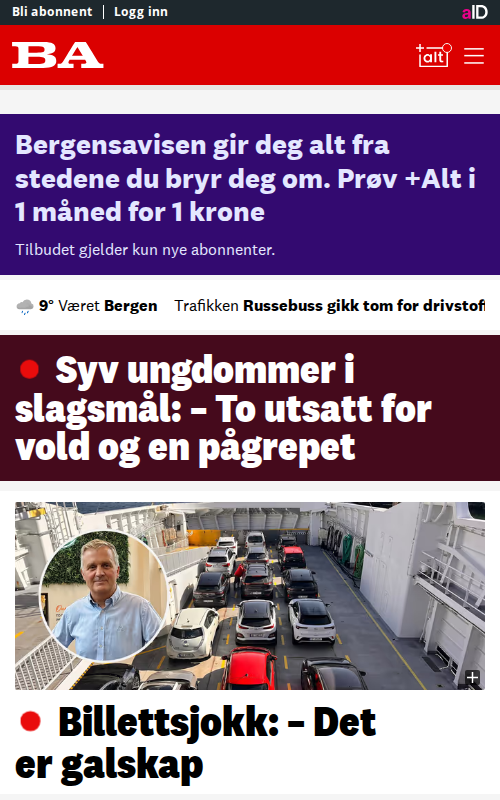 Bli abonnent | Logg inn
aID
BA
+alt
Bergensavisen gir deg alt fra
stedene du bryr deg om. Prøv +Alt i
1 måned for 1 krone
Tilbudet gjelder kun nye abonnenter.
9° Været Bergen Trafikken Russebuss gikk tom for drivstoff
Syv ungdommer i
slagsmål: – To utsatt for
vold og en pågrepet
Billettsjokk: – Det
er galskap